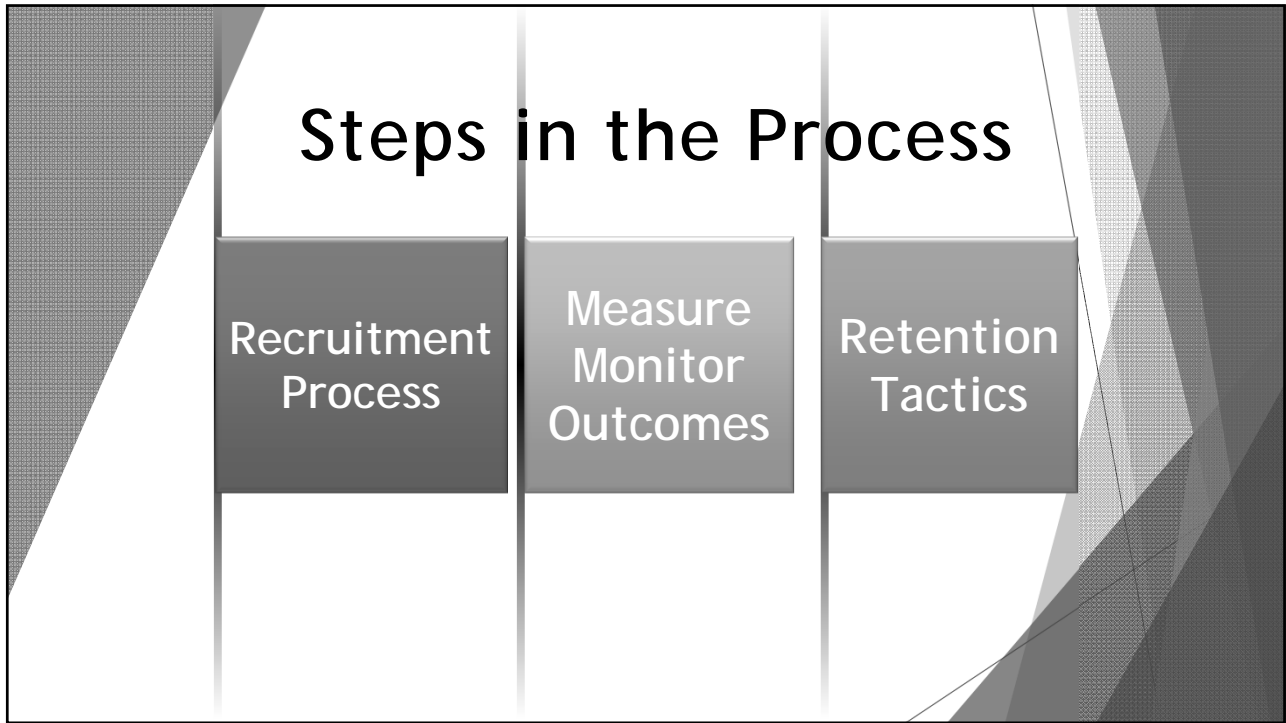 Steps in the Process
Recruitment
Process
Measure
Monitor
Outcomes
Retention
Tactics